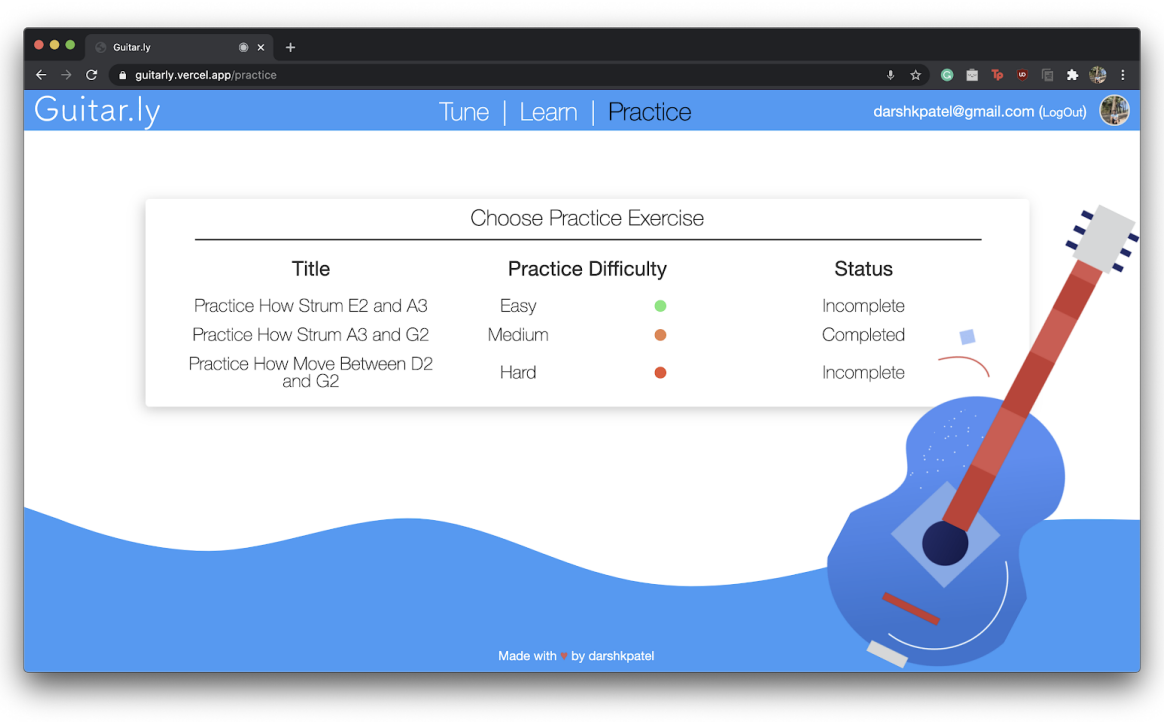 Guitar.ly
guitarly.vercel.app/practice
Tp
Guitar.ly
Tune | Learn | Practice
darshkpatel@gmail.com (LogOut)
Choose Practice Exercise
Title Practice Difficulty Status
Practice How Strum E2 and A3 Easy Incomplete
Practice How Strum A3 and G2 Medium Completed
Practice How Move Between D2
and G2 Hard Incomplete
Made with ♥ by darshkpatel